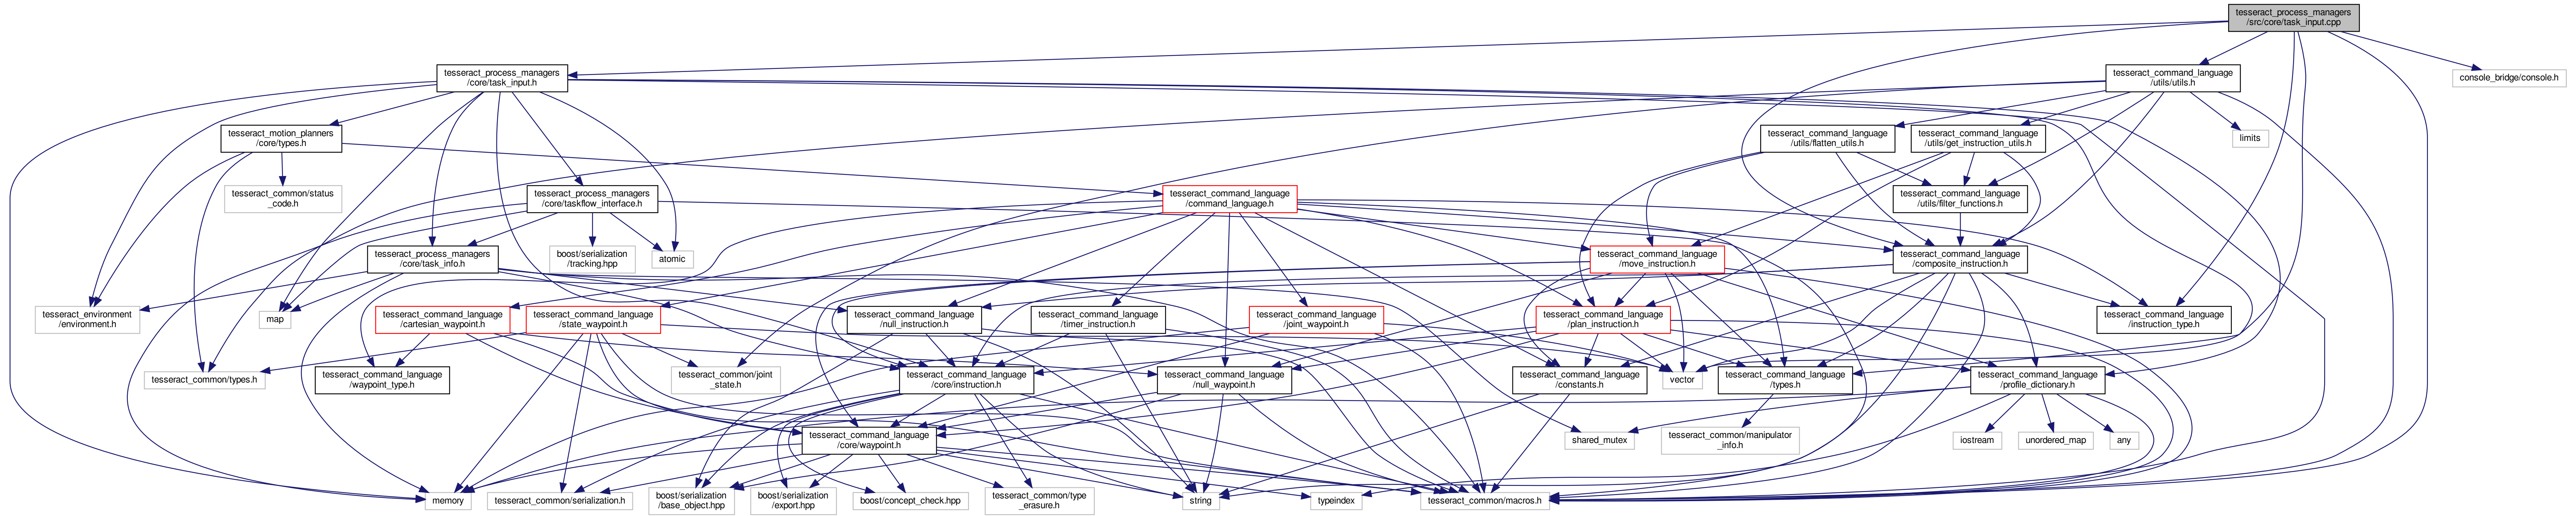 tesseract_process_managers
/src/core/task_input.cpp
tesseract_process_managers
/core/task_input.h
tesseract_command_language
/utils/utils.h
console_bridge/console.h
tesseract_motion_planners
/core/types.h
tesseract_command_language
/utils/flatten_utils.h
tesseract_command_language
/utils/get_instruction_utils.h
limits
tesseract_common/status
_code.h
tesseract_process_managers
/core/taskflow_interface.h
tesseract_command_language
/command_language.h
tesseract_command_language
/utils/filter_functions.h
tesseract_process_managers
/core/task_info.h
boost/serialization
/tracking.hpp
atomic
tesseract_command_language
/move_instruction.h
tesseract_command_language
/composite_instruction.h
tesseract_environment
/environment.h
map
tesseract_command_language
/cartesian_waypoint.h
tesseract_command_language
/state_waypoint.h
tesseract_command_language
/null_instruction.h
tesseract_command_language
/timer_instruction.h
tesseract_command_language
/joint_waypoint.h
tesseract_command_language
/plan_instruction.h
tesseract_command_language
/instruction_type.h
tesseract_common/types.h
tesseract_command_language
/waypoint_type.h
tesseract_common/joint
_state.h
tesseract_command_language
/core/instruction.h
tesseract_command_language
/null_waypoint.h
tesseract_command_language
/constants.h
vector
tesseract_command_language
/types.h
tesseract_command_language
/profile_dictionary.h
tesseract_command_language
/core/waypoint.h
shared_mutex
tesseract_common/manipulator
_info.h
iostream
unordered_map
any
memory
tesseract_common/serialization.h
boost/serialization
/base_object.hpp
boost/serialization
/export.hpp
boost/concept_check.hpp
tesseract_common/type
_erasure.h
string
typeindex
tesseract_common/macros.h